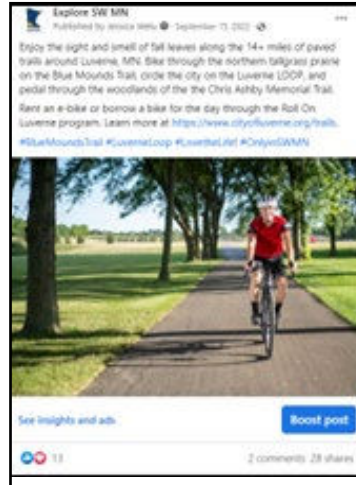 Explore SW MN
Published by Jessica Welu · September 15, 2022 ·
Enjoy the sight and smell of fall leaves along the 14+ miles of paved
trails around Luverne, MN. Bike through the northern tallgrass prairie
on the Blue Mounds Trail, circle the city on the Luverne LOOP, and
pedal through the woodlands of the the Chris Ashby Memorial Trail.
Rent an e-bike or borrow a bike for the day through the Roll On
Luverne program. Learn more at https://www.cityofluverne.org/trails.
#BlueMoundsTrail #LuverneLoop #LovetheLife! #OnlyinSWMN
See insights and ads
Boost post
13
2 comments 28 shares